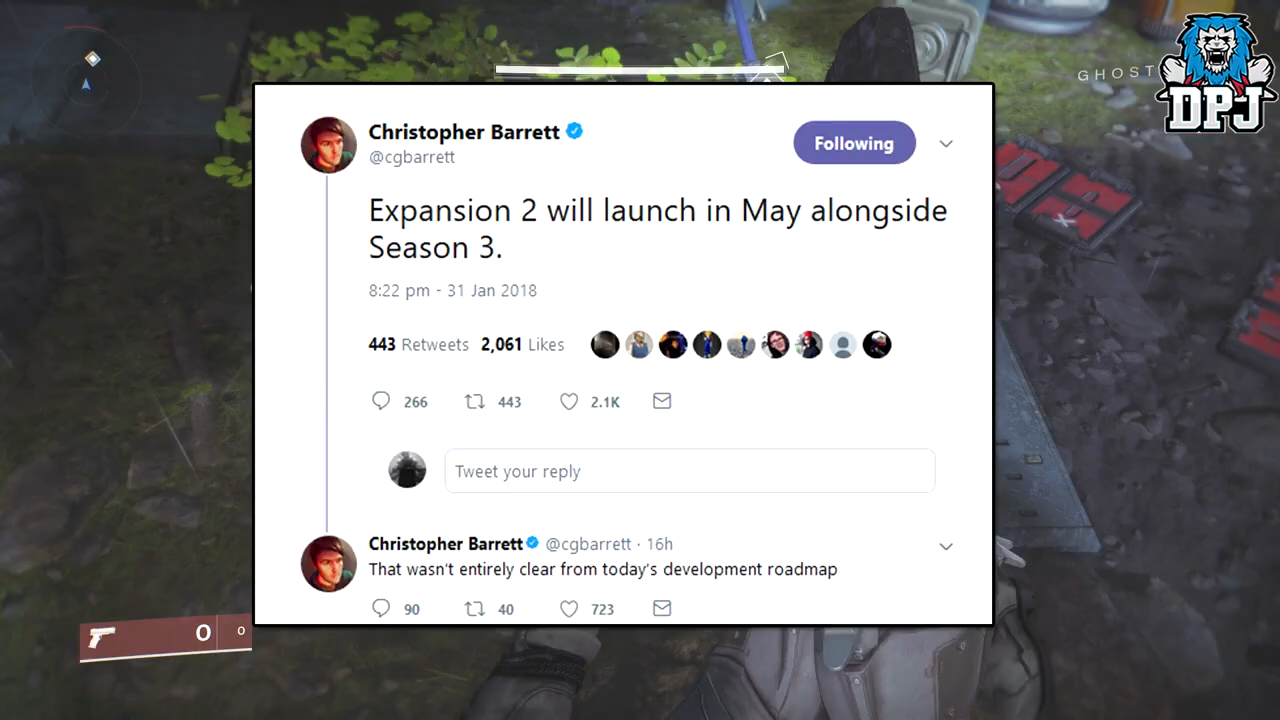 GHOST
DPJ
Christopher Barrett
@cgbarrett
Following
Expansion 2 will launch in May alongside
Season 3.
8:22 pm - 31 Jan 2018
443 Retweets 2,061 Likes
266 443 2.1K
Tweet your reply
Christopher Barrett @cgbarrett · 16h
That wasn't entirely clear from today's development roadmap
90 40 723
0 0